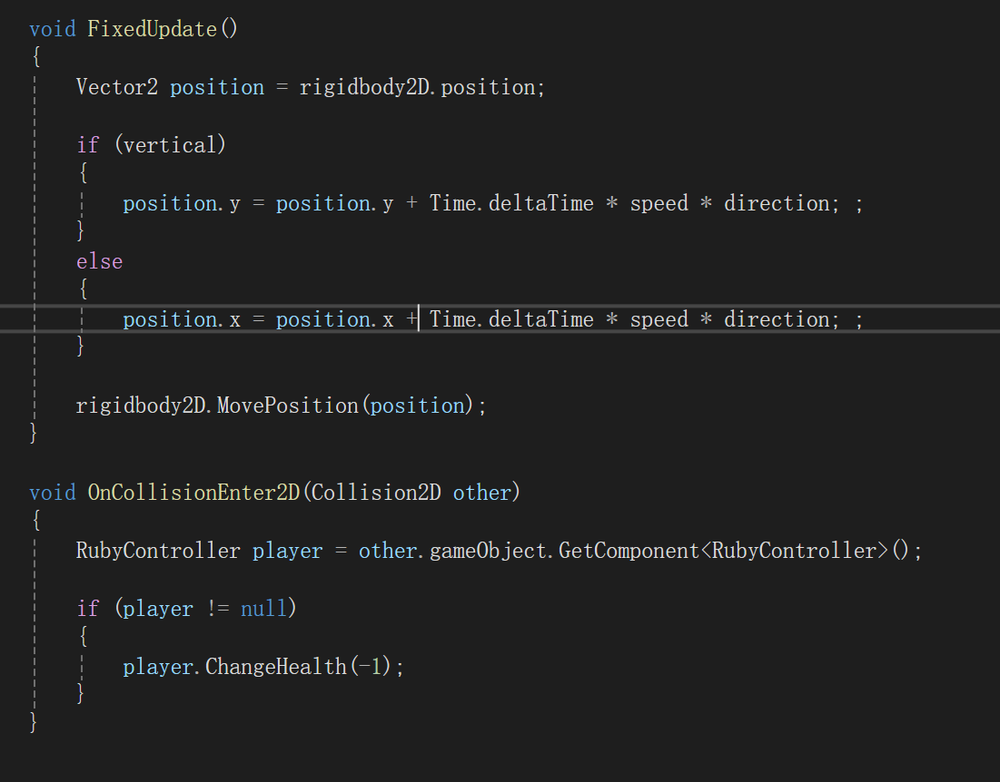 void FixedUpdate()
{
Vector2 position = rigidbody2D.position;
if (vertical)
{
position.y = position.y + Time.deltaTime * speed * direction; ;
}
else
{
position.x = position.x + Time.deltaTime * speed * direction; ;
}
rigidbody2D.MovePosition(position);
}
void OnCollisionEnter2D(Collision2D other)
{
RubyController player = other.gameObject.GetComponent<RubyController>();
if (player != null)
{
player.ChangeHealth(-1);
}
}